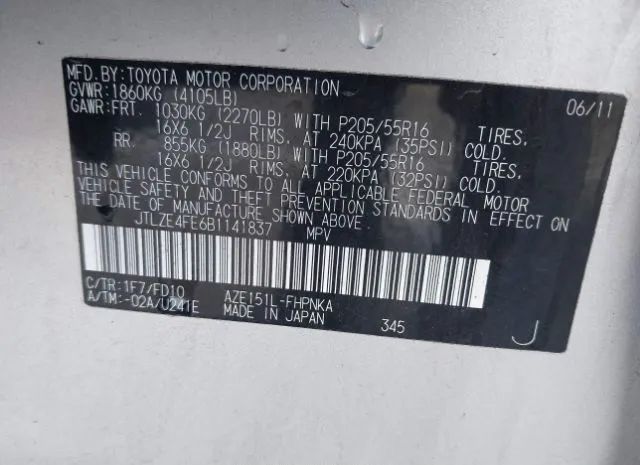 MFD.BY:TOYOTA MOTOR CORPORATION 06/11
GVWR:1860KG (4105LB)
GAWR:FRT. 1030KG (2270LB) WITH P205/55R16 TIRES,
16X6 1/2J RIMS, AT 240KPA (35PSI) COLD.
RR. 855KG (1880LB) WITH P205/55R16 TIRES,
16X6 1/2J RIMS, AT 220KPA (32PSI) COLD.
THIS VEHICLE CONFORMS TO ALL APPLICABLE FEDERAL MOTOR
VEHICLE SAFETY AND THEFT PREVENTION STANDARDS IN EFFECT ON
THE DATE OF MANUFACTURE SHOWN ABOVE.
JTLZE4FE6B1141837 MPV
C/TR:1F7/FD10 AZE151L-FHPNKA
A/TM:-02A/U241E MADE IN JAPAN 345 J